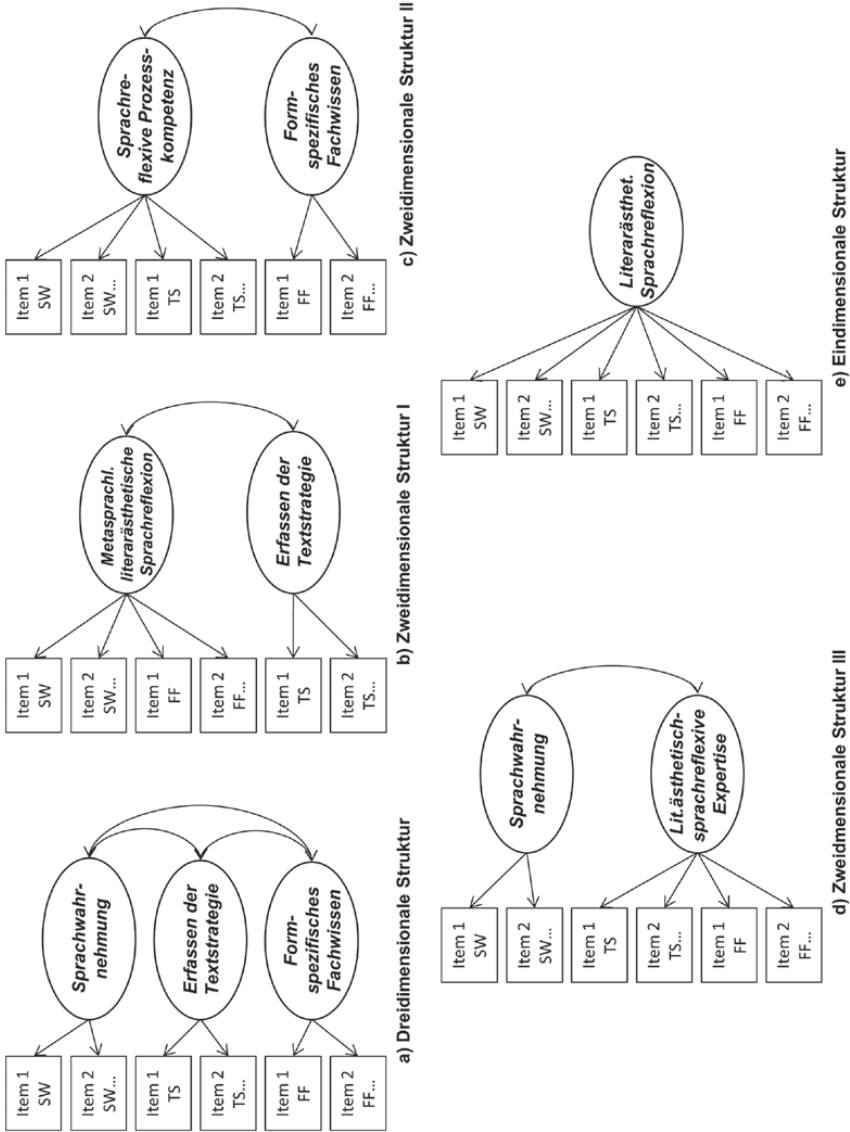 Item 1
SW
Item 2
SW...
Item 1
TS
Item 2
TS...
Item 1
FF
Item 2
FF...
Sprachwahr-
nehmung
Erfassen der
Textstrategie
Form-
spezifisches
Fachwissen
a) Dreidimensionale Struktur
Item 1
SW
Item 2
SW...
Item 1
FF
Item 2
FF...
Item 1
TS
Item 2
TS...
Metasprachl.
literarästhetische
Sprachreflexion
Erfassen der
Textstrategie
b) Zweidimensionale Struktur I
Item 1
SW
Item 2
SW...
Item 1
TS
Item 2
TS...
Item 1
FF
Item 2
FF...
Sprachre-
flexive Prozess-
kompetenz
Form-
spezifisches
Fachwissen
c) Zweidimensionale Struktur II
Item 1
SW
Item 2
SW...
Item 1
TS
Item 2
TS...
Item 1
FF
Item 2
FF...
Sprachwahr-
nehmung
Lit.ästhetisch-
sprachreflexive
Expertise
d) Zweidmensionale Struktur III
Item 1
SW
Item 2
SW...
Item 1
TS
Item 2
TS...
Item 1
FF
Item 2
FF...
Literarästhet.
Sprachreflexion
e) Eindimensionale Struktur